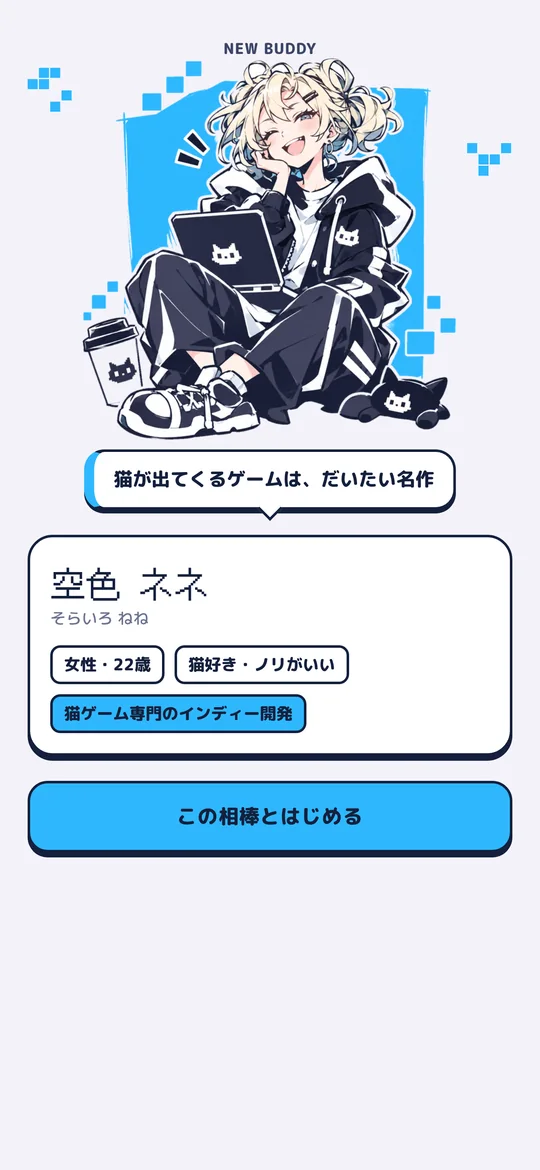 NEW BUDDY
猫が出てくるゲームは、だいたい名作
空色 ネネ
そらいろ ねね
女性・22歳
猫好き・ノリがいい
猫ゲーム専門のインディー開発
この相棒とはじめる